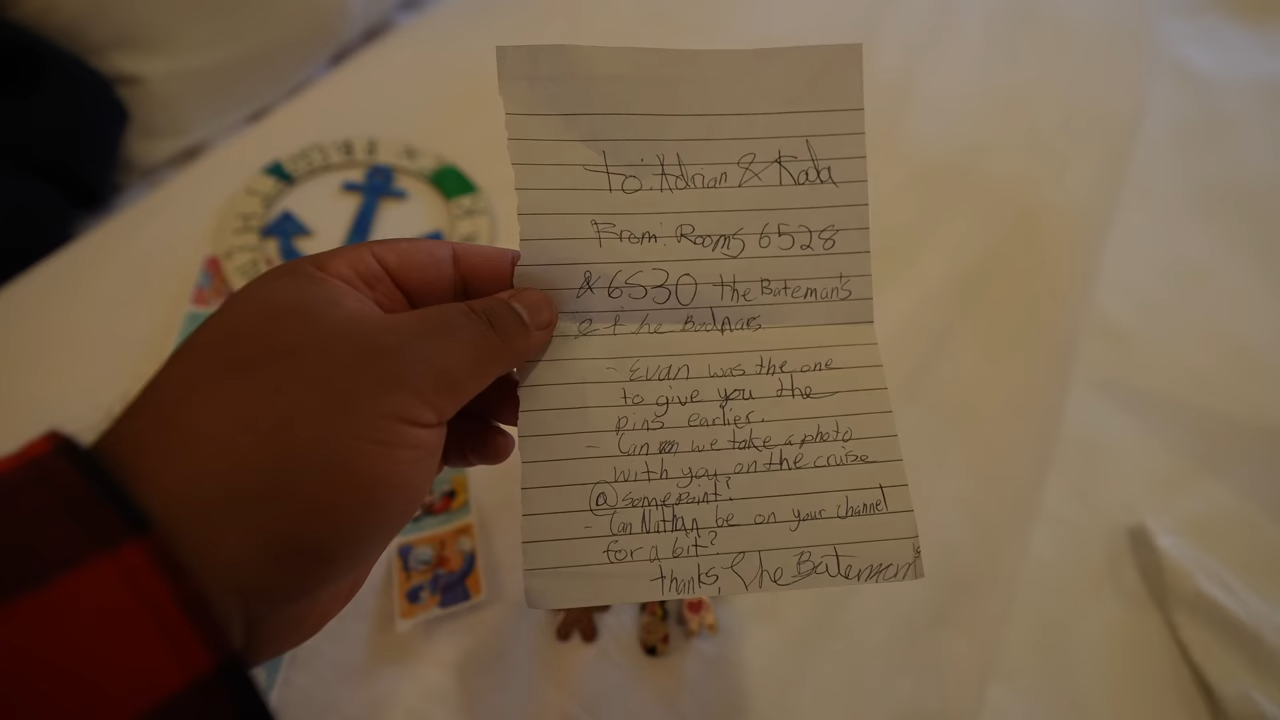 To: Adrian & Kada
From: Rooms 6528
& 6530 the Bateman's
& the Bodnars
- Evan was the one
to give you the
pins earlier.
- Can we take a photo
with you on the cruise
@ some point?
- Can Nathan be on your channel
for a bit?
thanks, The Bateman's